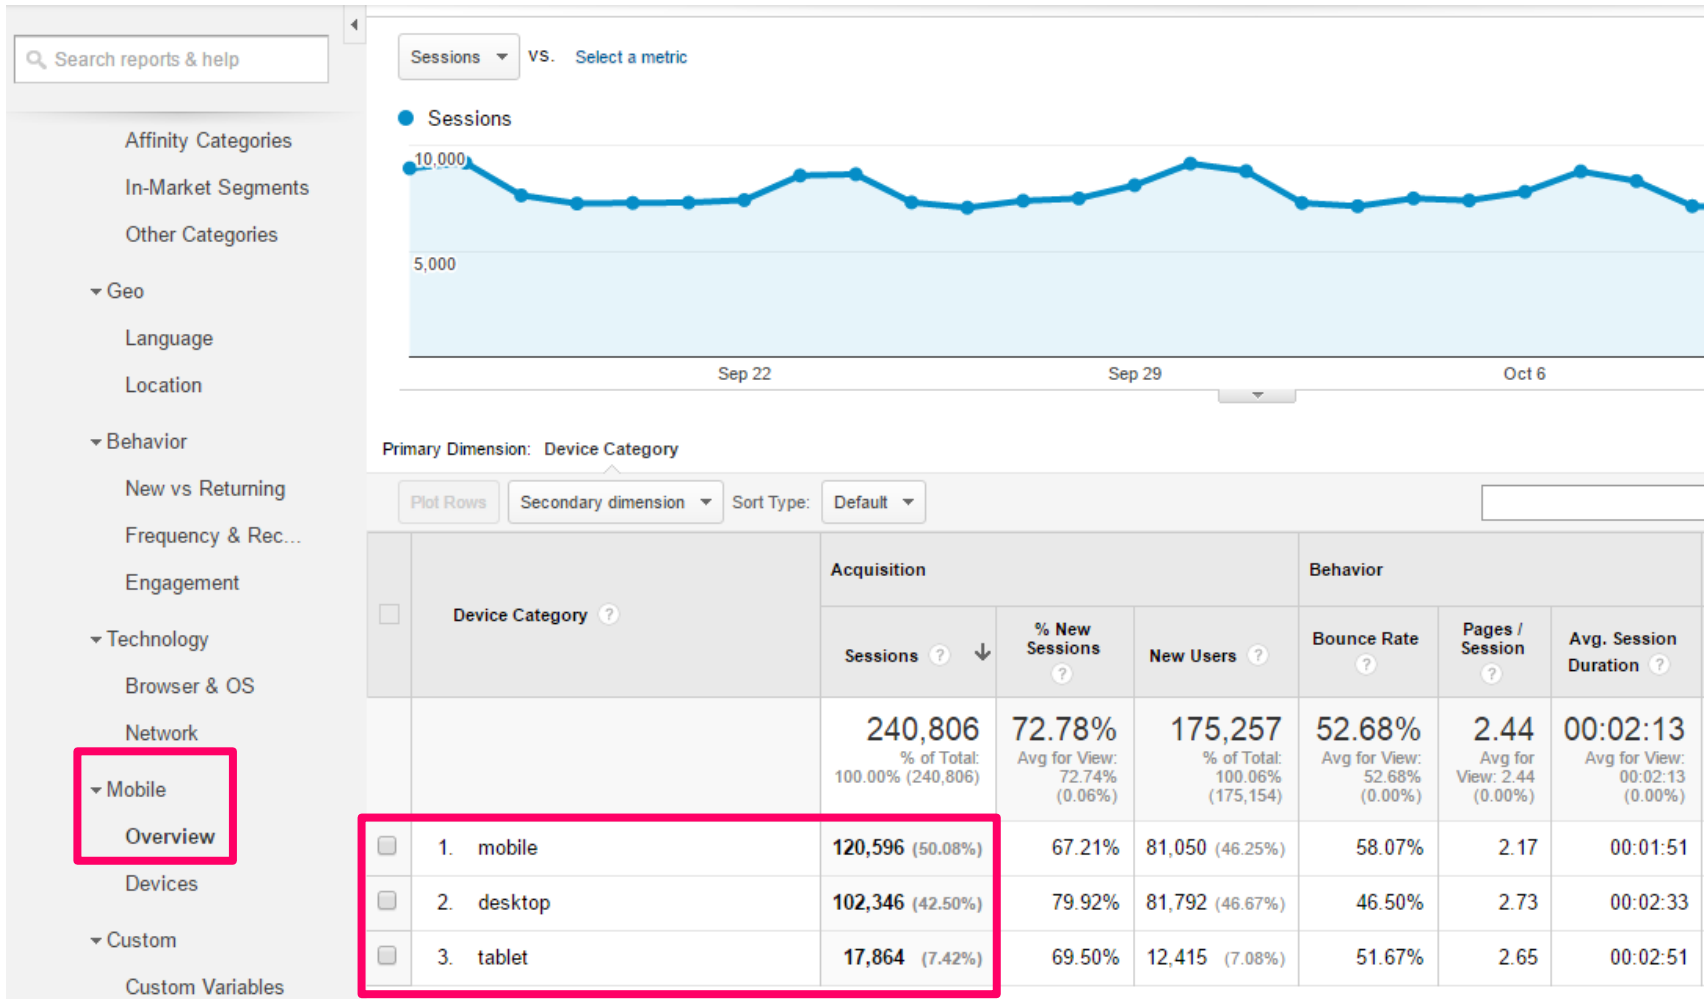 Search reports & help
Affinity Categories
In-Market Segments
Other Categories
Geo
Language
Location
Behavior
New vs Returning
Frequency & Rec...
Engagement
Technology
Browser & OS
Network
Mobile
Overview
Devices
Custom
Custom Variables
Sessions VS. Select a metric
Sessions
10,000
5,000
Sep 22 Sep 29 Oct 6
Primary Dimension: Device Category
Plot Rows Secondary dimension Sort Type: Default
Device Category ?
Acquisition Behavior
Sessions ? % New Sessions ? New Users ? Bounce Rate ? Pages / Session ? Avg. Session Duration ?
240,806 72.78% 175,257 52.68% 2.44 00:02:13
% of Total: Avg for View: % of Total: Avg for View: Avg for Avg for View:
100.00% (240,806) 72.74% 100.06% 52.68% View: 2.44 00:02:13
(0.06%) (175,154) (0.00%) (0.00%) (0.00%)
1. mobile 120,596 (50.08%) 67.21% 81,050 (46.25%) 58.07% 2.17 00:01:51
2. desktop 102,346 (42.50%) 79.92% 81,792 (46.67%) 46.50% 2.73 00:02:33
3. tablet 17,864 (7.42%) 69.50% 12,415 (7.08%) 51.67% 2.65 00:02:51